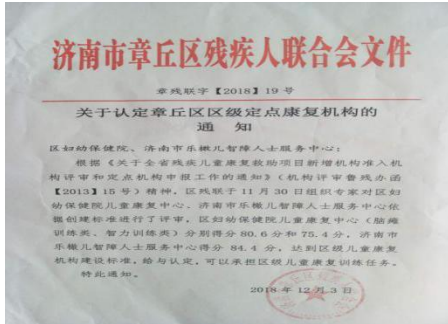 济南市章丘区残疾人联合会文件
章残联字【2018】19号
关于认定章丘区区级定点康复机构的
通 知
区妇幼保健院、济南市乐橄儿智障人士服务中心：
根据《关于全省残疾儿童康复救助项目新增机构准入机
构评审和定点机构申报工作的通知》（机构评审鲁残办函
【2013】15号）精神，区残联于11月30日组织专家对区妇
幼保健院儿童康复中心、济南市乐橄儿智障人士服务中心依
据创建标准进行了评审，区妇幼保健院儿童康复中心（脑瘫
训练类、智力训练类）分别得分80.6分和75.4分，济南市
乐橄儿智障人士服务中心得分 84.4 分，达到区级儿童康复
机构建设标准，给与认定，可以承担区级儿童康复训练任务。
特此通知。
2018年12月3日